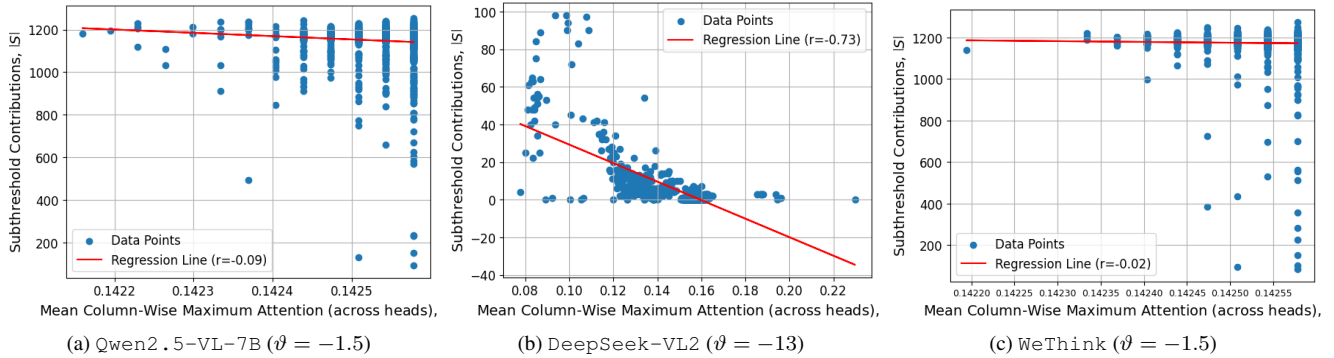 Subthreshold Contributions, |S|
1200
1000
800
600
400
200
Data Points
Regression Line (r=-0.09)
0.1422
0.1423
0.1424
0.1425
Mean Column-Wise Maximum Attention (across heads),
(a) Qwen2.5-VL-7B (ϑ = −1.5)
Subthreshold Contributions, |S|
100
80
60
40
20
0
−20
−40
Data Points
Regression Line (r=-0.73)
0.08
0.10
0.12
0.14
0.16
0.18
0.20
0.22
Mean Column-Wise Maximum Attention (across heads),
(b) DeepSeek-VL2 (ϑ = −13)
Subthreshold Contributions, |S|
1200
1000
800
600
400
200
Data Points
Regression Line (r=-0.02)
0.14220
0.14225
0.14230
0.14235
0.14240
0.14245
0.14250
0.14255
Mean Column-Wise Maximum Attention (across heads),
(c) WeThink (ϑ = −1.5)